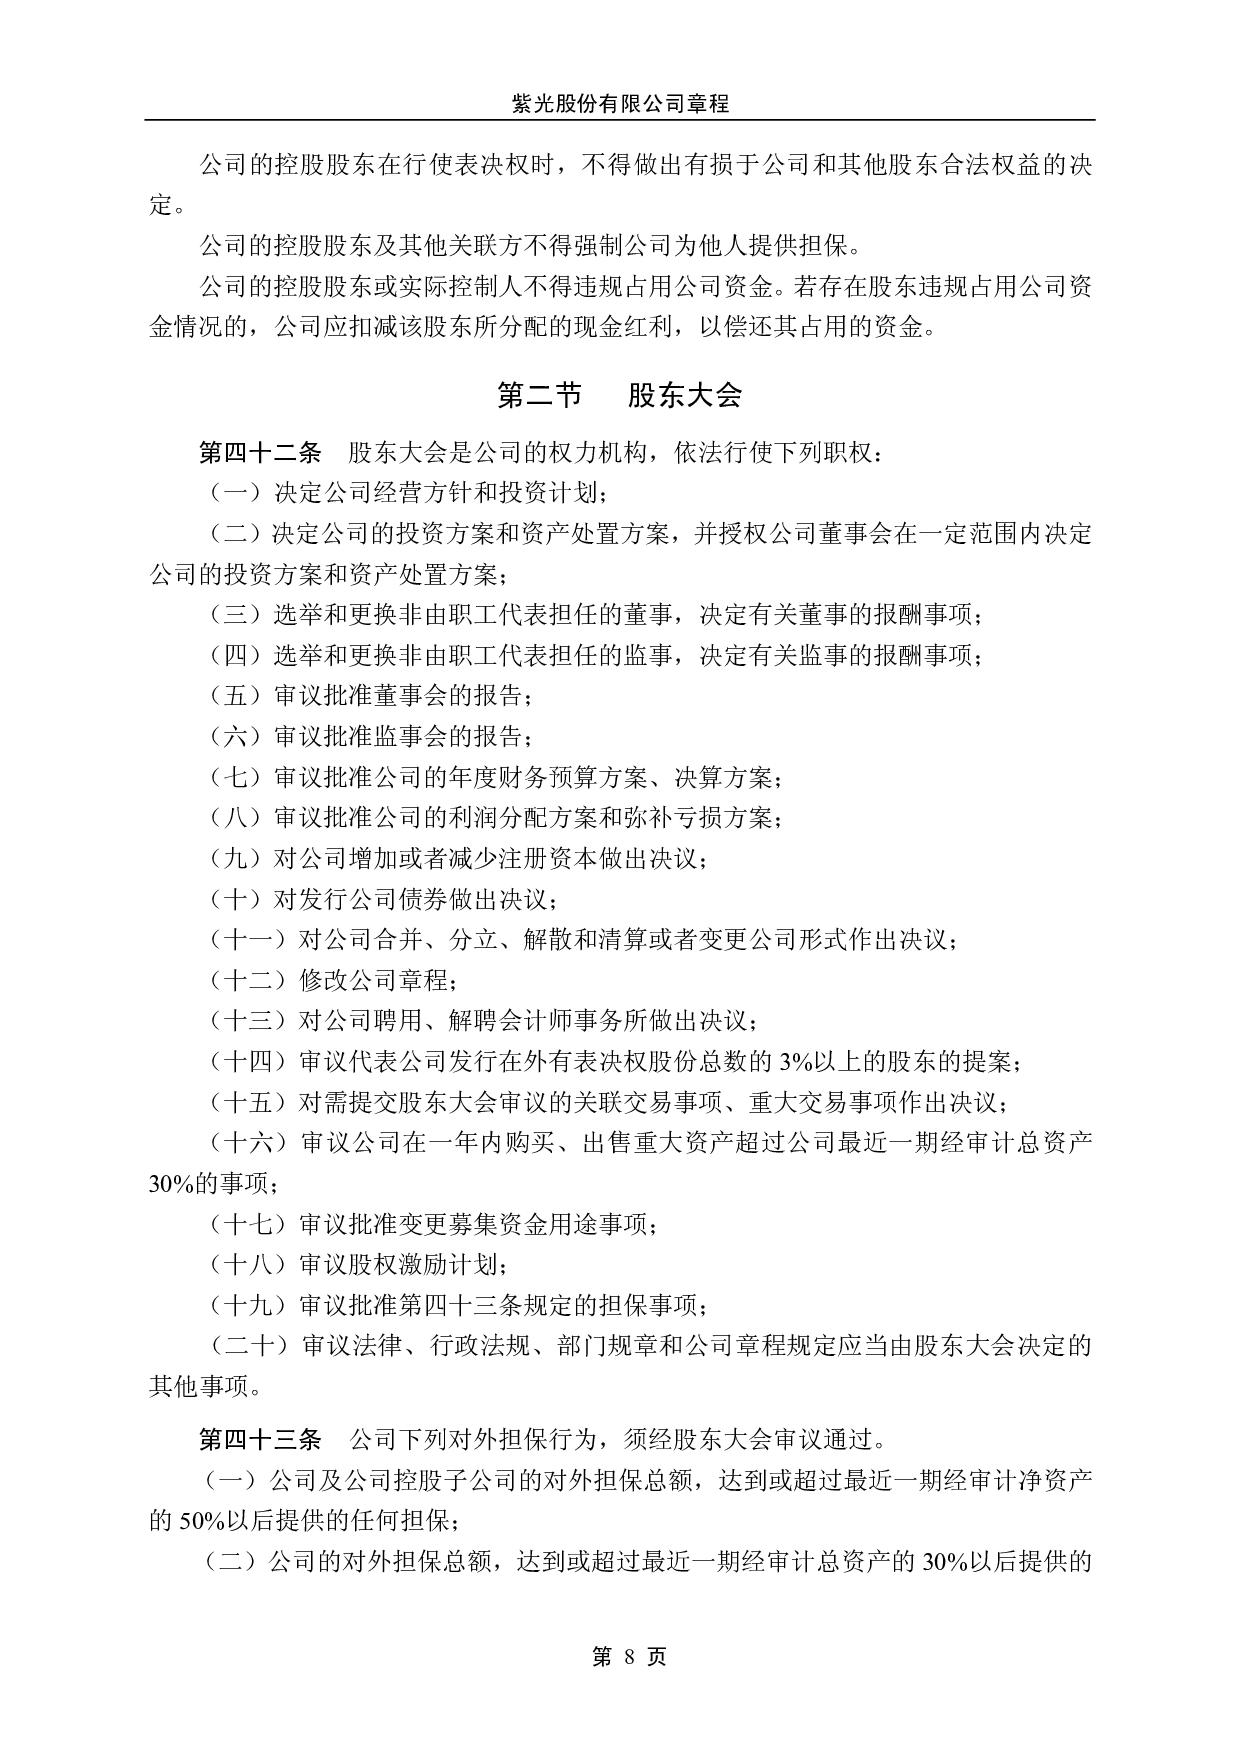 紫光股份有限公司章程
公司的控股股东在行使表决权时，不得做出有损于公司和其他股东合法权益的决
定。
公司的控股股东及其他关联方不得强制公司为他人提供担保。
公司的控股股东或实际控制人不得违规占用公司资金。若存在股东违规占用公司资
金情况的，公司应扣减该股东所分配的现金红利，以偿还其占用的资金。
第二节 股东大会
第四十二条 股东大会是公司的权力机构，依法行使下列职权：
（一）决定公司经营方针和投资计划；
（二）决定公司的投资方案和资产处置方案，并授权公司董事会在一定范围内决定
公司的投资方案和资产处置方案；
（三）选举和更换非由职工代表担任的董事，决定有关董事的报酬事项；
（四）选举和更换非由职工代表担任的监事，决定有关监事的报酬事项；
（五）审议批准董事会的报告；
（六）审议批准监事会的报告；
（七）审议批准公司的年度财务预算方案、决算方案；
（八）审议批准公司的利润分配方案和弥补亏损方案；
（九）对公司增加或者减少注册资本做出决议；
（十）对发行公司债券做出决议；
（十一）对公司合并、分立、解散和清算或者变更公司形式作出决议；
（十二）修改公司章程；
（十三）对公司聘用、解聘会计师事务所做出决议；
（十四）审议代表公司发行在外有表决权股份总数的 3%以上的股东的提案；
（十五）对需提交股东大会审议的关联交易事项、重大交易事项作出决议；
（十六）审议公司在一年内购买、出售重大资产超过公司最近一期经审计总资产
30%的事项；
（十七）审议批准变更募集资金用途事项；
（十八）审议股权激励计划；
（十九）审议批准第四十三条规定的担保事项；
（二十）审议法律、行政法规、部门规章和公司章程规定应当由股东大会决定的
其他事项。
第四十三条 公司下列对外担保行为，须经股东大会审议通过。
（一）公司及公司控股子公司的对外担保总额，达到或超过最近一期经审计净资产
的 50%以后提供的任何担保；
（二）公司的对外担保总额，达到或超过最近一期经审计总资产的 30%以后提供的
第 8 页